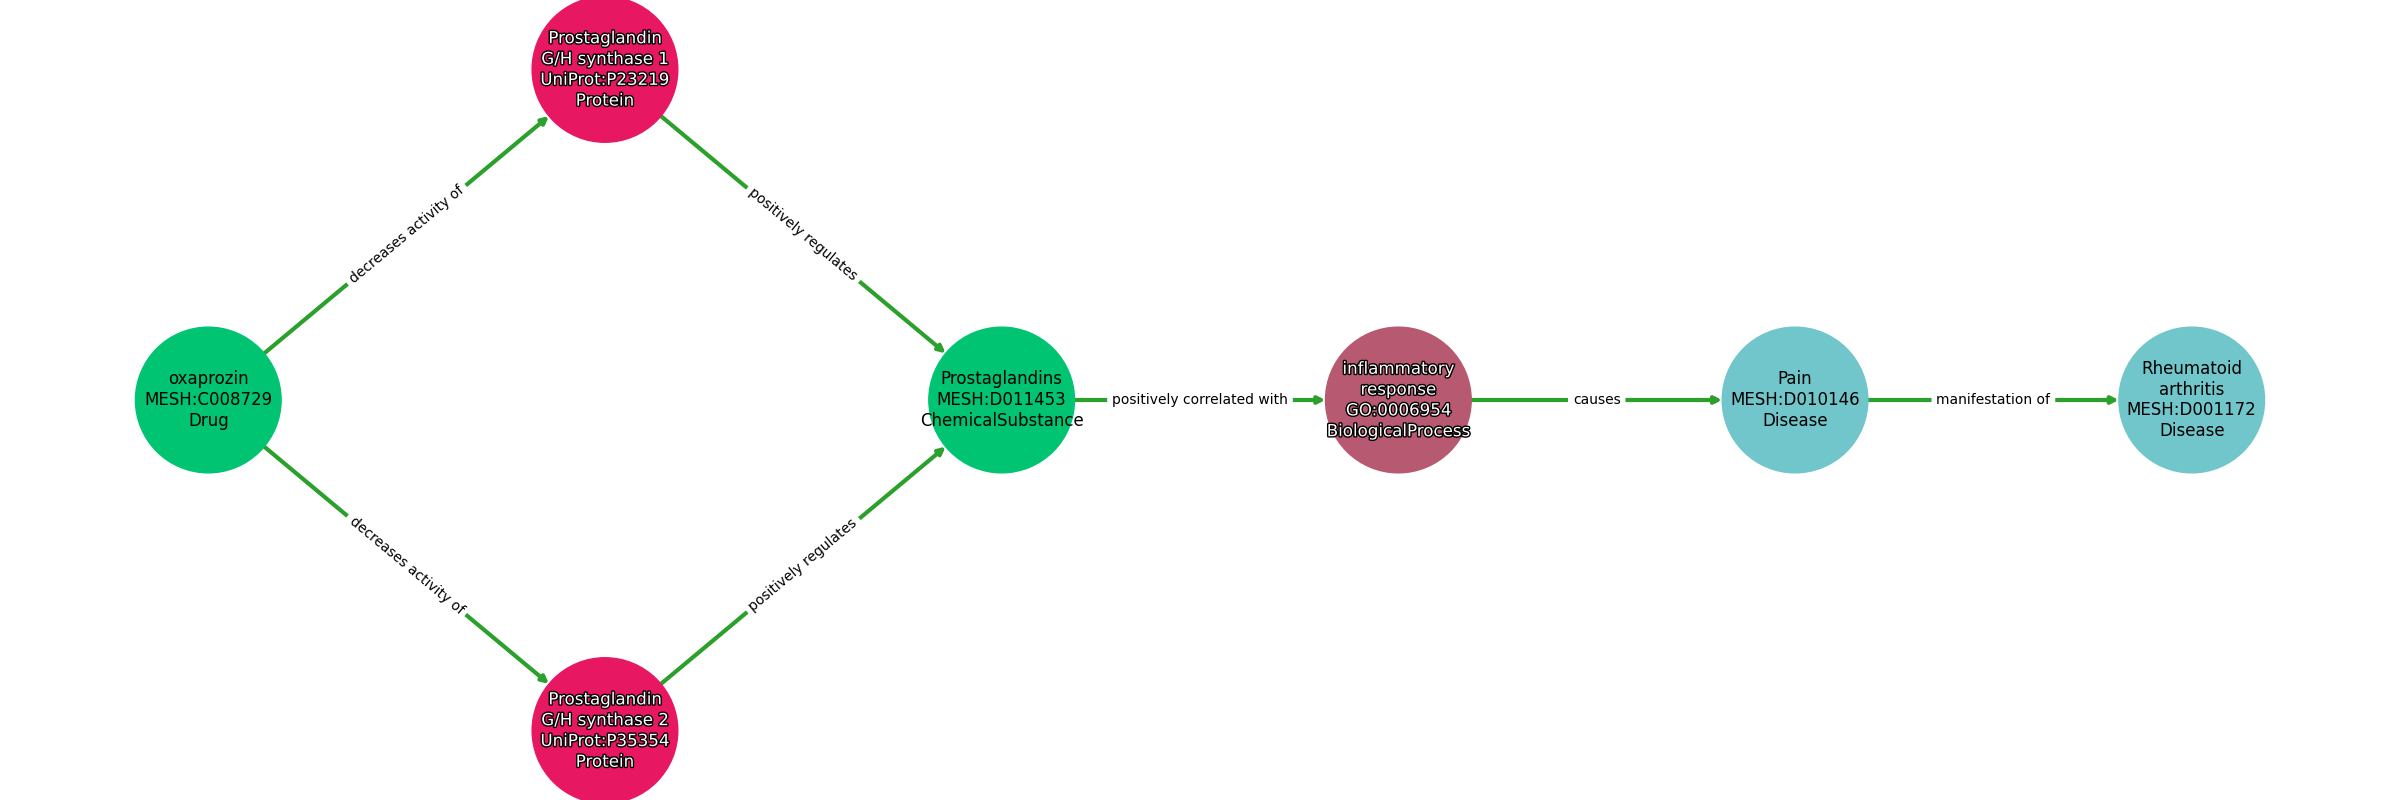 Prostaglandin
G/H synthase 1
UniProt:P23219
Protein
decreases activity of
positively regulates
oxaprozin
MESH:C008729
Drug
Prostaglandins
MESH:D011453
ChemicalSubstance
positively correlated with
inflammatory
response
GO:0006954
BiologicalProcess
causes
Pain
MESH:D010146
Disease
manifestation of
Rheumatoid
arthritis
MESH:D001172
Disease
decreases activity of
positively regulates
Prostaglandin
G/H synthase 2
UniProt:P35354
Protein